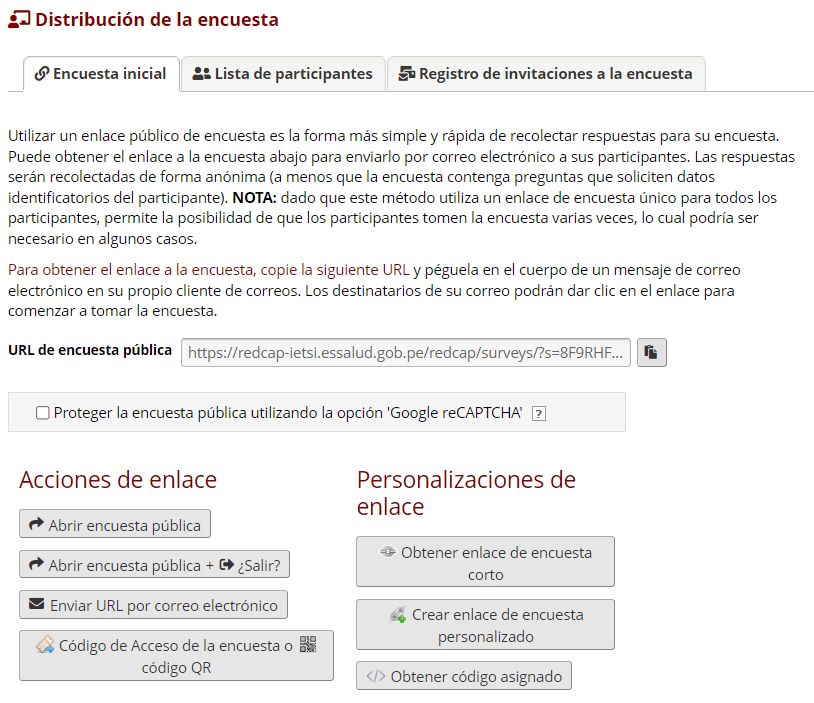 Distribución de la encuesta
Encuesta inicial
Lista de participantes
Registro de invitaciones a la encuesta
Utilizar un enlace público de encuesta es la forma más simple y rápida de recolectar respuestas para su encuesta.
Puede obtener el enlace a la encuesta abajo para enviarlo por correo electrónico a sus participantes. Las respuestas
serán recolectadas de forma anónima (a menos que la encuesta contenga preguntas que soliciten datos
identificatorios del participante). NOTA: dado que este método utiliza un enlace de encuesta único para todos los
participantes, permite la posibilidad de que los participantes tomen la encuesta varias veces, lo cual podría ser
necesario en algunos casos.
Para obtener el enlace a la encuesta, copie la siguiente URL y péguela en el cuerpo de un mensaje de correo
electrónico en su propio cliente de correos. Los destinatarios de su correo podrán dar clic en el enlace para
comenzar a tomar la encuesta.
URL de encuesta pública
https://redcap-ietsi.essalud.gob.pe/redcap/surveys/?s=8F9RHF...
Proteger la encuesta pública utilizando la opción 'Google reCAPTCHA' ?
Acciones de enlace
Abrir encuesta pública
Abrir encuesta pública + ¿Salir?
Enviar URL por correo electrónico
Código de Acceso de la encuesta o
código QR
Personalizaciones de
enlace
Obtener enlace de encuesta
corto
Crear enlace de encuesta
personalizado
</> Obtener código asignado